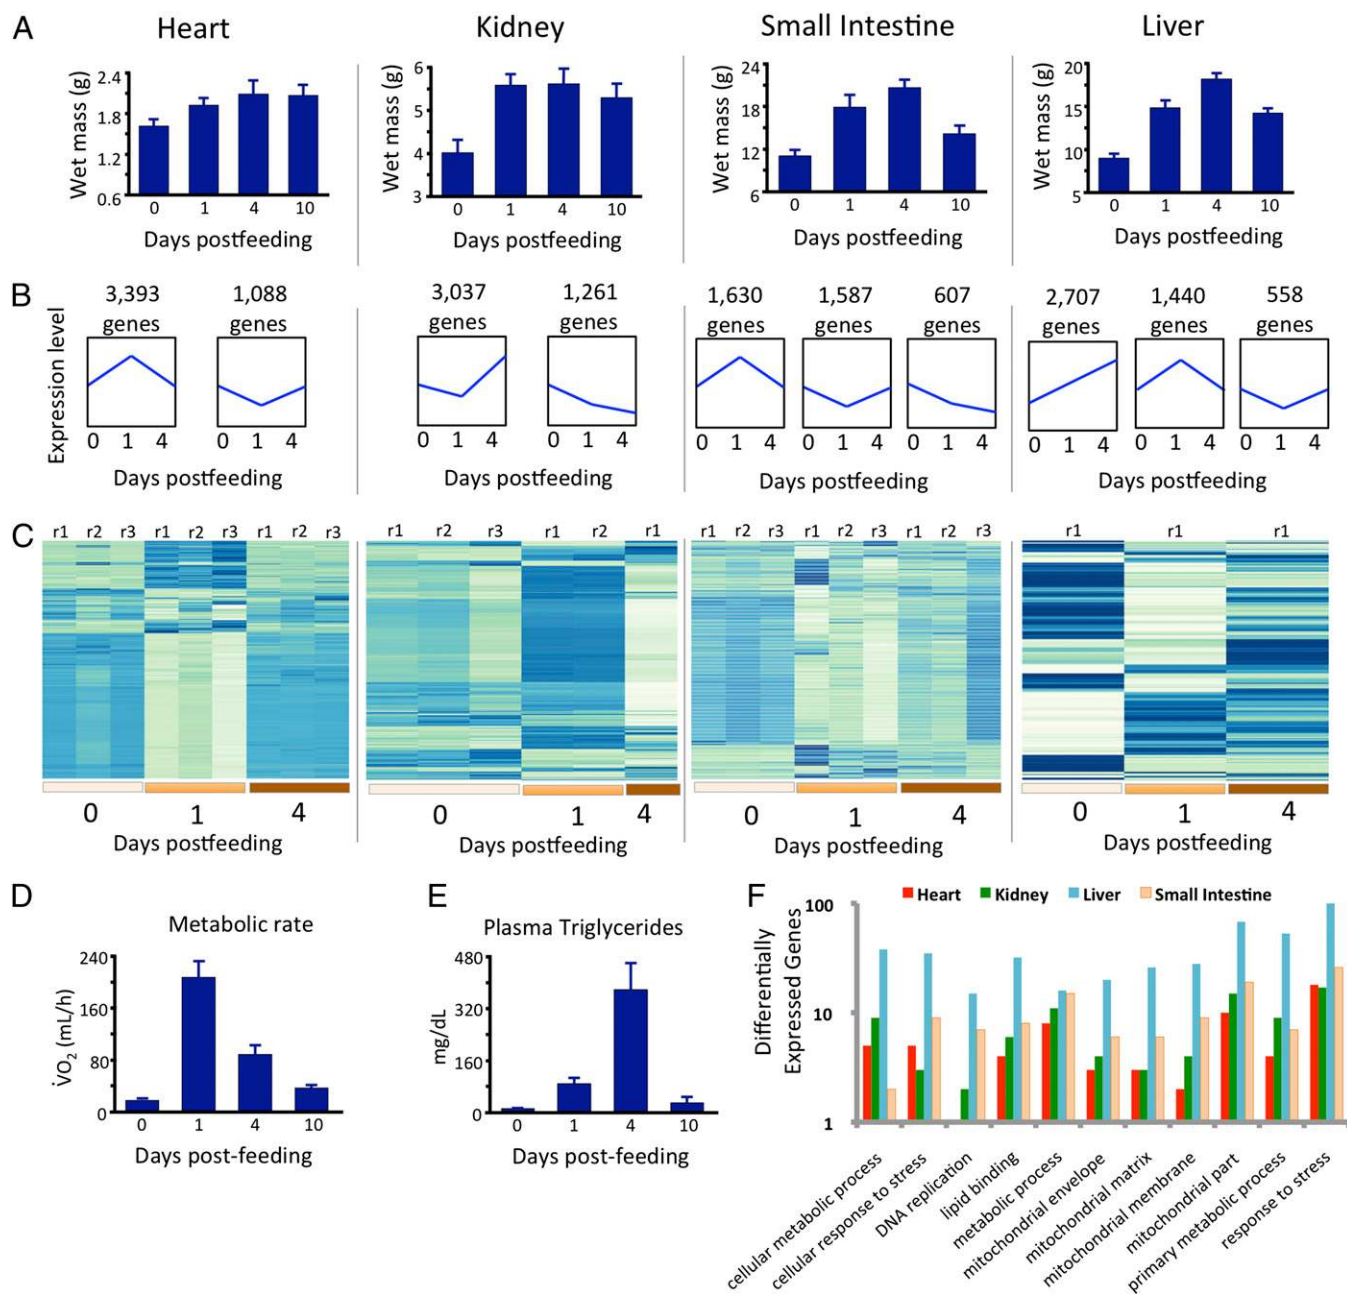 A
Heart
Kidney
Small Intestine
Liver
Wet mass (g)
2.4
1.8
1.2
0.6
0 1 4 10
Days postfeeding
Wet mass (g)
6
5
4
3
0 1 4 10
Days postfeeding
Wet mass (g)
24
18
12
6
0 1 4 10
Days postfeeding
Wet mass (g)
20
15
10
5
0 1 4 10
Days postfeeding
B
Expression level
3,393 genes
1,088 genes
0 1 4
0 1 4
Days postfeeding
3,037 genes
1,261 genes
0 1 4
0 1 4
Days postfeeding
1,630 genes
1,587 genes
607 genes
0 1 4
0 1 4
0 1 4
Days postfeeding
2,707 genes
1,440 genes
558 genes
0 1 4
0 1 4
0 1 4
Days postfeeding
C
r1 r2 r3 r1 r2 r3 r1 r2 r3
0 1 4
Days postfeeding
r1 r2 r3 r1 r2 r1
0 1 4
Days postfeeding
r1 r2 r3 r1 r2 r3 r1 r2 r3
0 1 4
Days postfeeding
r1 r1 r1
0 1 4
Days postfeeding
D
Metabolic rate
V̇O₂ (mL/h)
240
160
80
0
0 1 4 10
Days post-feeding
E
Plasma Triglycerides
mg/dL
480
320
160
0
0 1 4 10
Days post-feeding
F
Heart Kidney Liver Small Intestine
Differentially
Expressed Genes
100
10
1
cellular metabolic process
cellular response to stress
DNA replication
lipid binding
metabolic process
mitochondrial envelope
mitochondrial matrix
mitochondrial membrane
mitochondrial part
primary metabolic process
response to stress